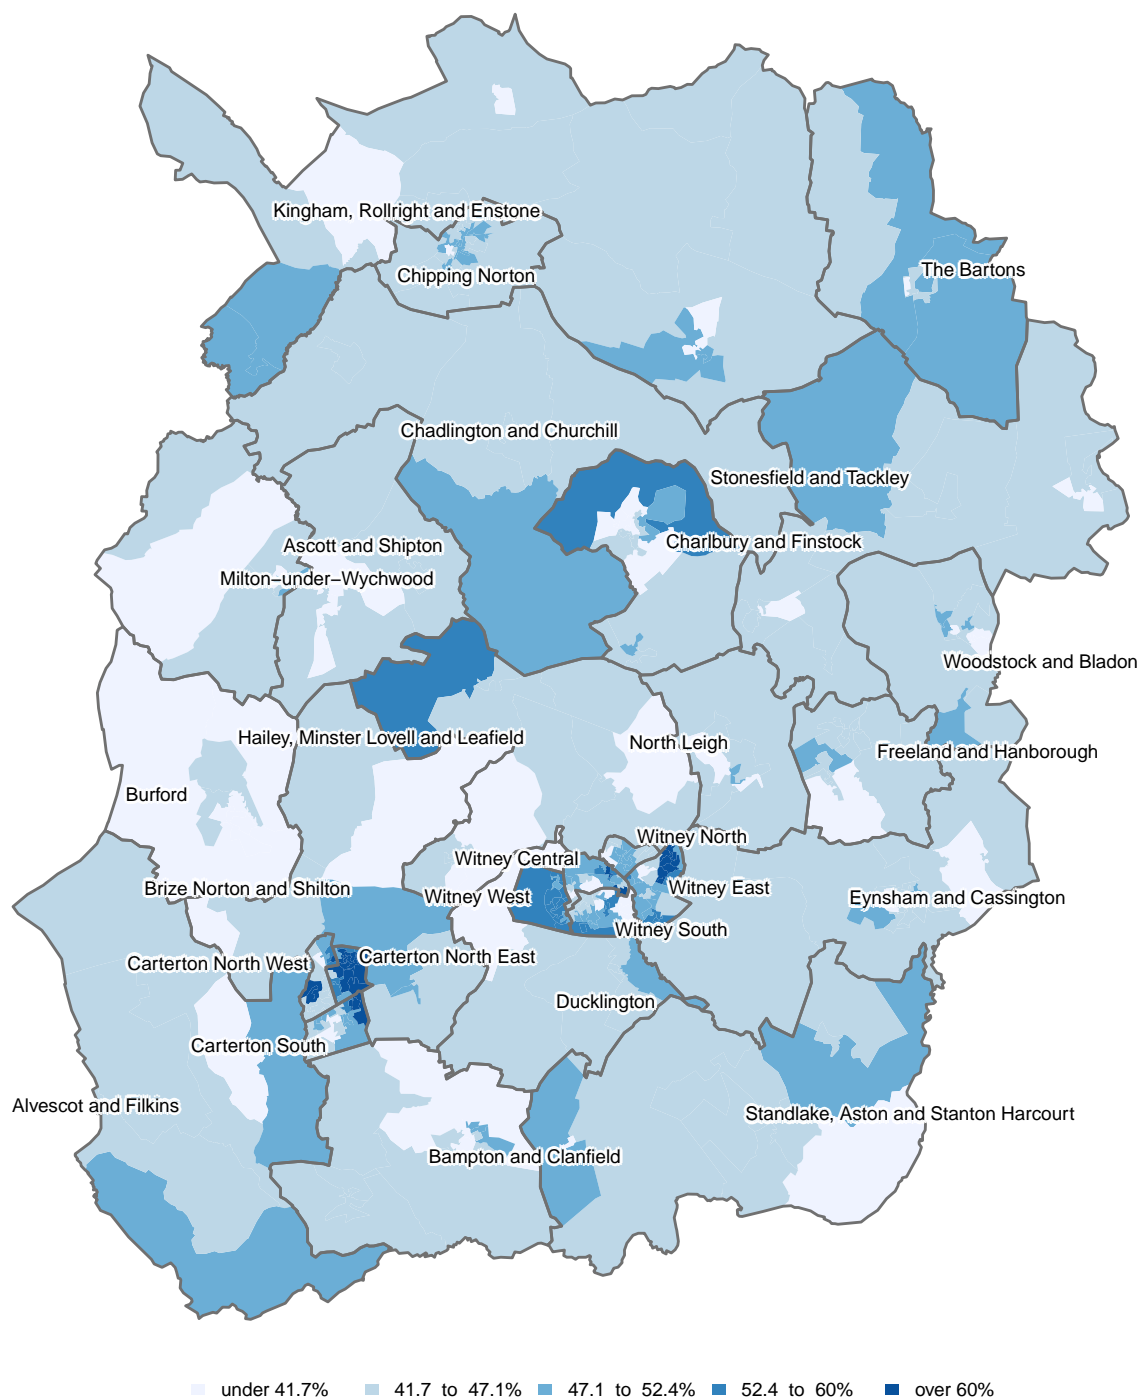 Kingham, Rollright and Enstone
The Bartons
Chipping Norton
Chadlington and Churchill
Stonesfield and Tackley
Charlbury and Finstock
Ascott and Shipton
Milton−under−Wychwood
Woodstock and Bladon
Hailey, Minster Lovell and Leafield
North Leigh
Freeland and Hanborough
Burford
Witney North
Witney Central
Brize Norton and Shilton
Witney East
Witney West
Eynsham and Cassington
Witney South
Carterton North West
Carterton North East
Ducklington
Carterton South
Alvescot and Filkins
Standlake, Aston and Stanton Harcourt
Bampton and Clanfield
under 41.7% 41.7 to 47.1% 47.1 to 52.4% 52.4 to 60% over 60%